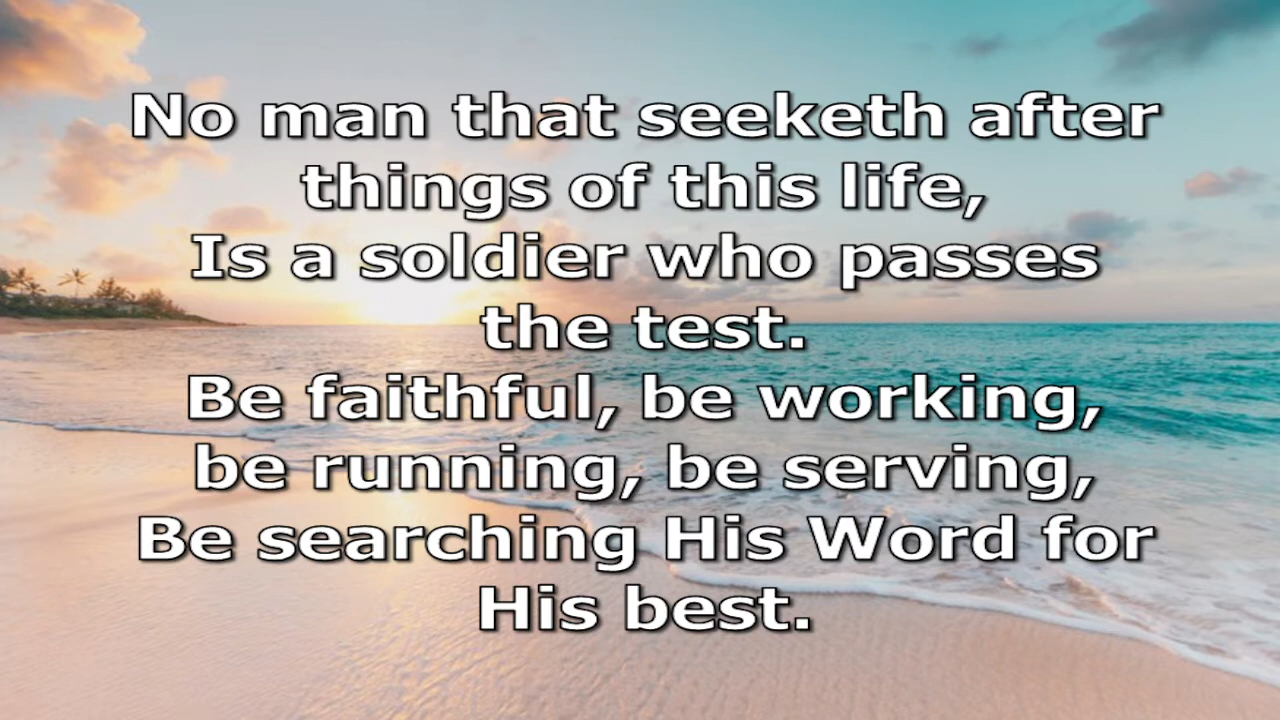 No man that seeketh after
things of this life,
Is a soldier who passes
the test.
Be faithful, be working,
be running, be serving,
Be searching His Word for
His best.